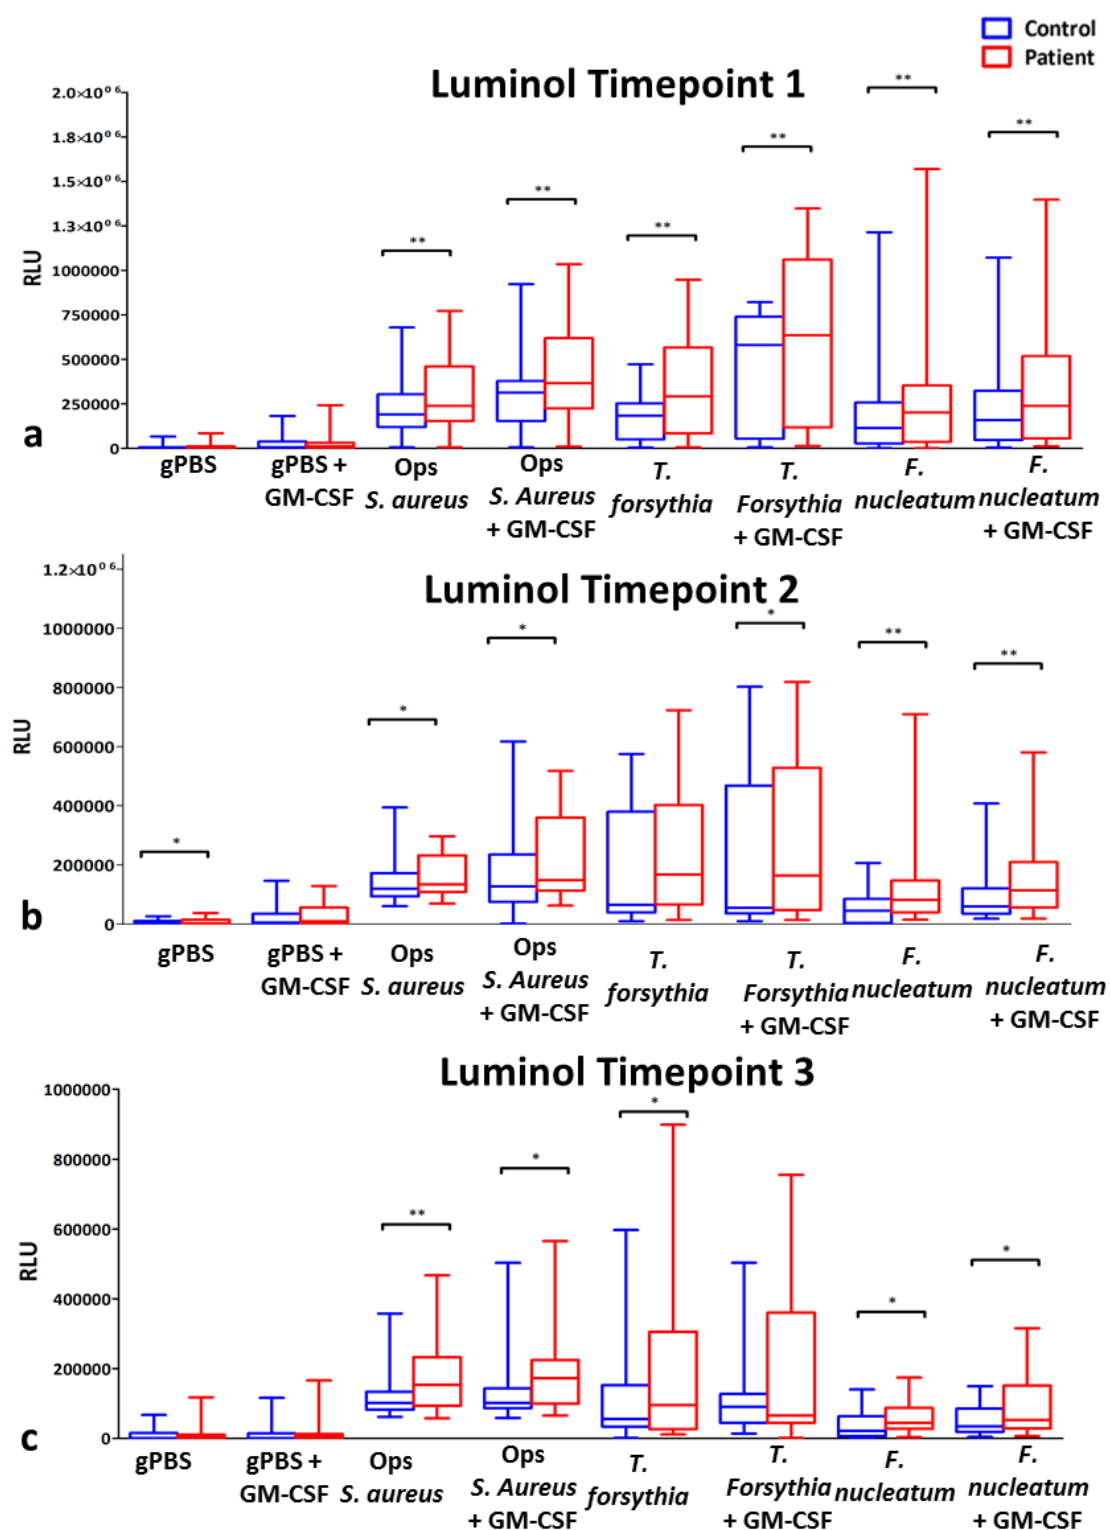 Control
Patient
Luminol Timepoint 1
2.0×10⁰⁶
1.8×10⁰⁶
1.5×10⁰⁶
1.3×10⁰⁶
1000000
750000
500000
250000
0
RLU
**
**
**
**
**
**
a
gPBS
gPBS +
GM-CSF
Ops
S. aureus
Ops
S. Aureus
+ GM-CSF
T.
forsythia
T.
Forsythia
+ GM-CSF
F.
nucleatum
F.
nucleatum
+ GM-CSF
Luminol Timepoint 2
1.2×10⁰⁶
1000000
800000
600000
400000
200000
0
RLU
*
*
*
*
**
**
b
gPBS
gPBS +
GM-CSF
Ops
S. aureus
Ops
S. Aureus
+ GM-CSF
T.
forsythia
T.
Forsythia
+ GM-CSF
F.
nucleatum
F.
nucleatum
+ GM-CSF
Luminol Timepoint 3
1000000
800000
600000
400000
200000
0
RLU
**
*
*
*
*
c
gPBS
gPBS +
GM-CSF
Ops
S. aureus
Ops
S. Aureus
+ GM-CSF
T.
forsythia
T.
Forsythia
+ GM-CSF
F.
nucleatum
F.
nucleatum
+ GM-CSF